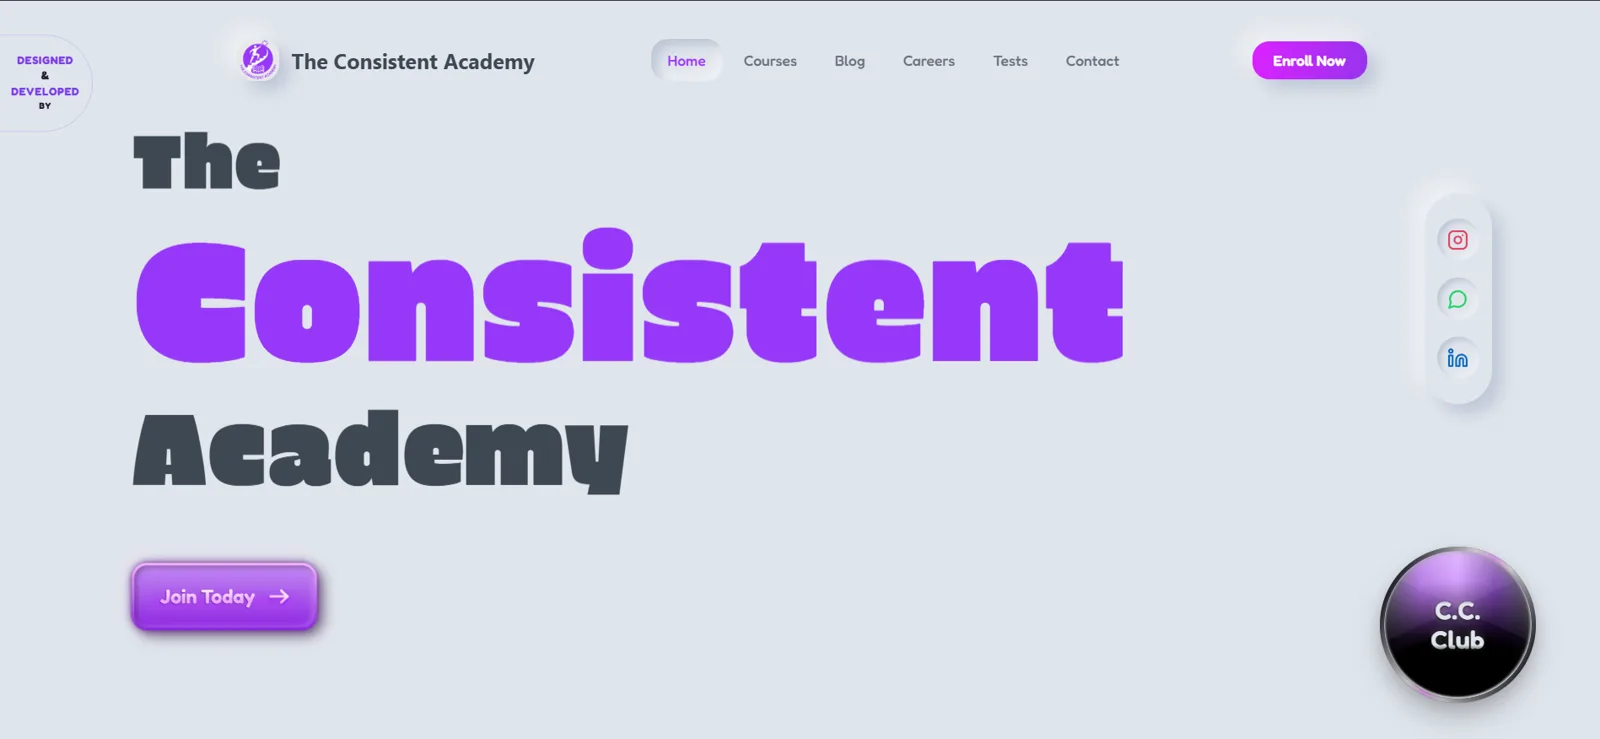 DESIGNED
&
DEVELOPED
BY
The Consistent Academy
Home Courses Blog Careers Tests Contact
Enroll Now
The
Consistent
Academy
Join Today →
C.C.
Club